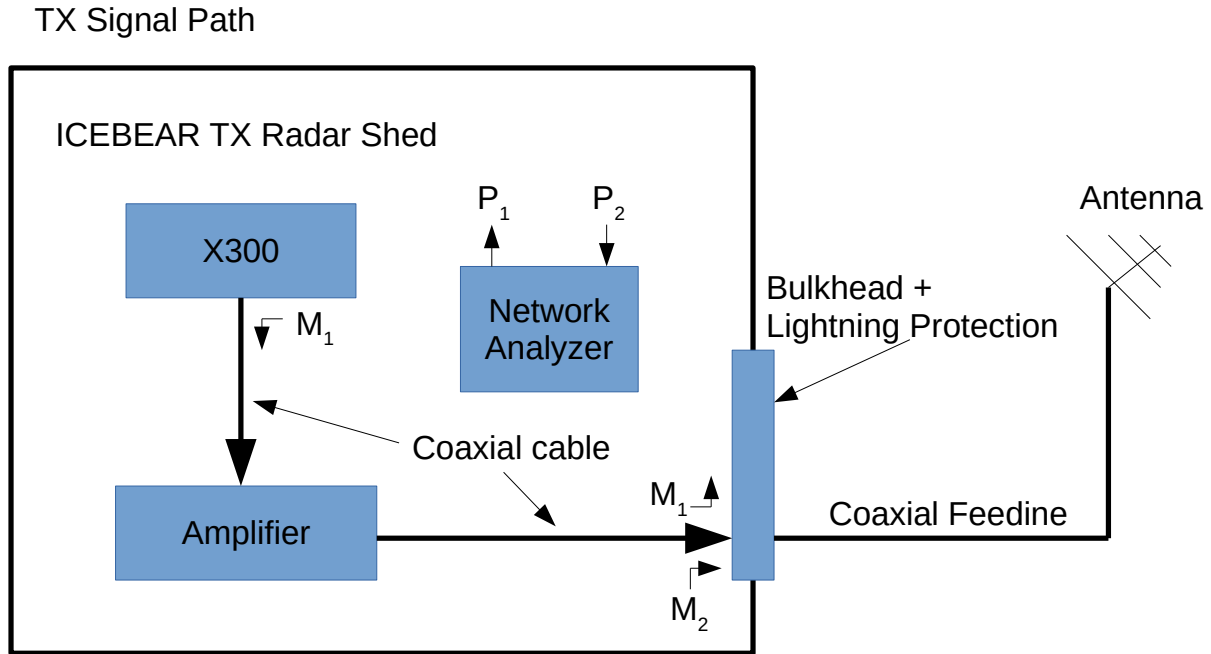 TX Signal Path
ICEBEAR TX Radar Shed
X300
M1
P1
P2
Network
Analyzer
Antenna
Bulkhead +
Lightning Protection
Coaxial cable
Amplifier
M1
M2
Coaxial Feedine